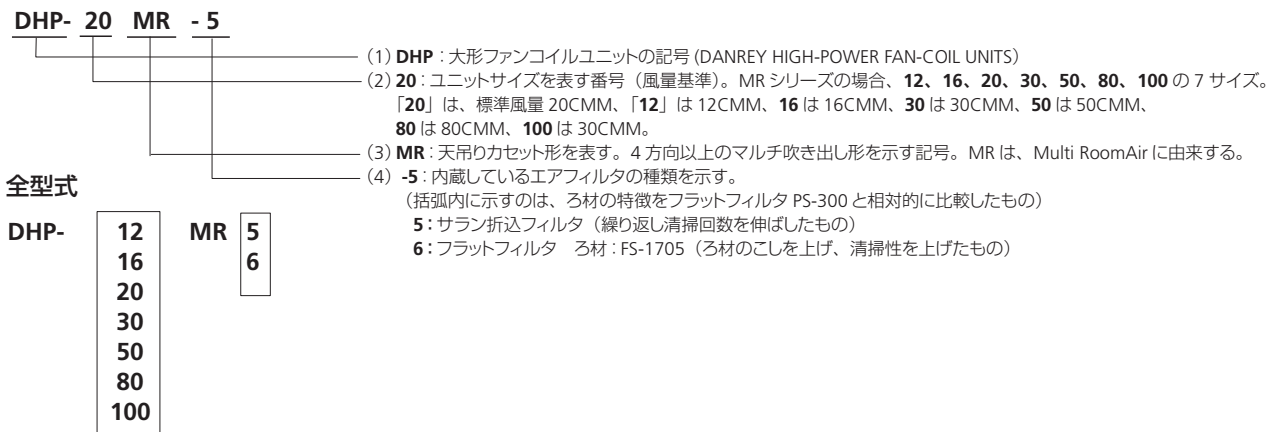 DHP- 20 MR - 5
(1) DHP：大形ファンコイルユニットの記号 (DANREY HIGH-POWER FAN-COIL UNITS）
(2) 20：ユニットサイズを表す番号（風量基準）。MR シリーズの場合、12、16、20、30、50、80、100 の 7 サイズ。
「20」は、標準風量 20CMM、「12」は 12CMM、16 は 16CMM、30 は 30CMM、50 は 50CMM、
80 は 80CMM、100 は 30CMM。
(3) MR：天吊りカセット形を表す。4 方向以上のマルチ吹き出し形を示す記号。MR は、Multi RoomAir に由来する。
(4) -5：内蔵しているエアフィルタの種類を示す。
（括弧内に示すのは、ろ材の特徴をフラットフィルタ PS-300 と相対的に比較したもの）
5：サラン折込フィルタ（繰り返し清掃回数を伸ばしたもの）
6：フラットフィルタ　ろ材：FS-1705（ろ材のこしを上げ、清掃性を上げたもの）
全型式
DHP- 12 MR 5
16 6
20
30
50
80
100